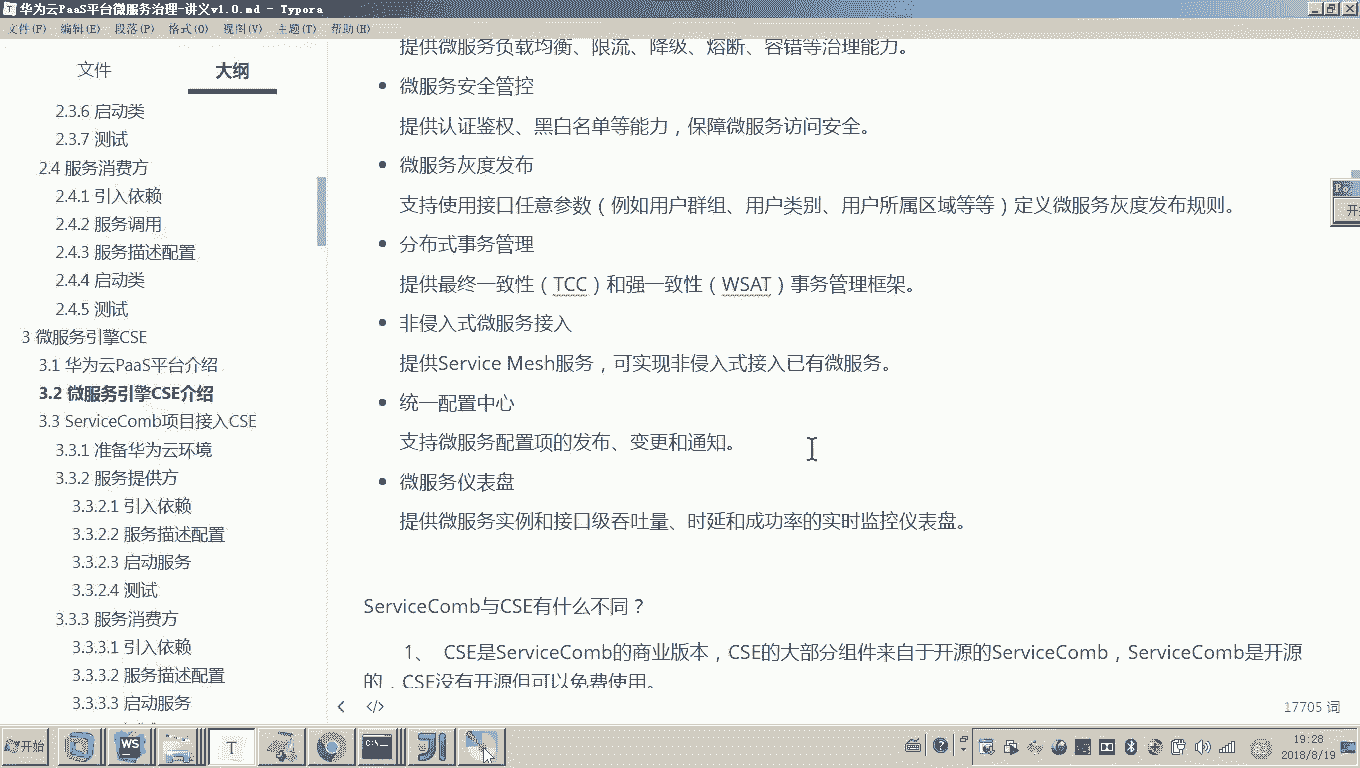 华为云PaaS平台微服务治理-讲义v1.0.md - Typora
文件(F) 编辑(E) 段落(P) 格式(O) 视图(V) 主题(T) 帮助(H)
文件 大纲
2.3.6 启动类
2.3.7 测试
2.4 服务消费方
2.4.1 引入依赖
2.4.2 服务调用
2.4.3 服务描述配置
2.4.4 启动类
2.4.5 测试
3 微服务引擎CSE
3.1 华为云PaaS平台介绍
3.2 微服务引擎CSE介绍
3.3 ServiceComb项目接入CSE
3.3.1 准备华为云环境
3.3.2 服务提供方
3.3.2.1 引入依赖
3.3.2.2 服务描述配置
3.3.2.3 启动服务
3.3.2.4 测试
3.3.3 服务消费方
3.3.3.1 引入依赖
3.3.3.2 服务描述配置
3.3.3.3 启动服务
提供微服务负载均衡、限流、降级、熔断、容错等治理能力。
微服务安全管控
提供认证鉴权、黑白名单等能力，保障微服务访问安全。
微服务灰度发布
支持使用接口任意参数（例如用户群组、用户类别、用户所属区域等等）定义微服务灰度发布规则。
分布式事务管理
提供最终一致性（TCC）和强一致性（WSAT）事务管理框架。
非侵入式微服务接入
提供Service Mesh服务，可实现非侵入式接入已有微服务。
统一配置中心
支持微服务配置项的发布、变更和通知。
微服务仪表盘
提供微服务实例和接口级吞吐量、时延和成功率的实时监控仪表盘。
ServiceComb与CSE有什么不同？
1、 CSE是ServiceComb的商业版本，CSE的大部分组件来自于开源的ServiceComb，ServiceComb是开源
的，CSE没有开源但可以免费使用。
17705 词
开始
WS
T
19:28
2018/8/19